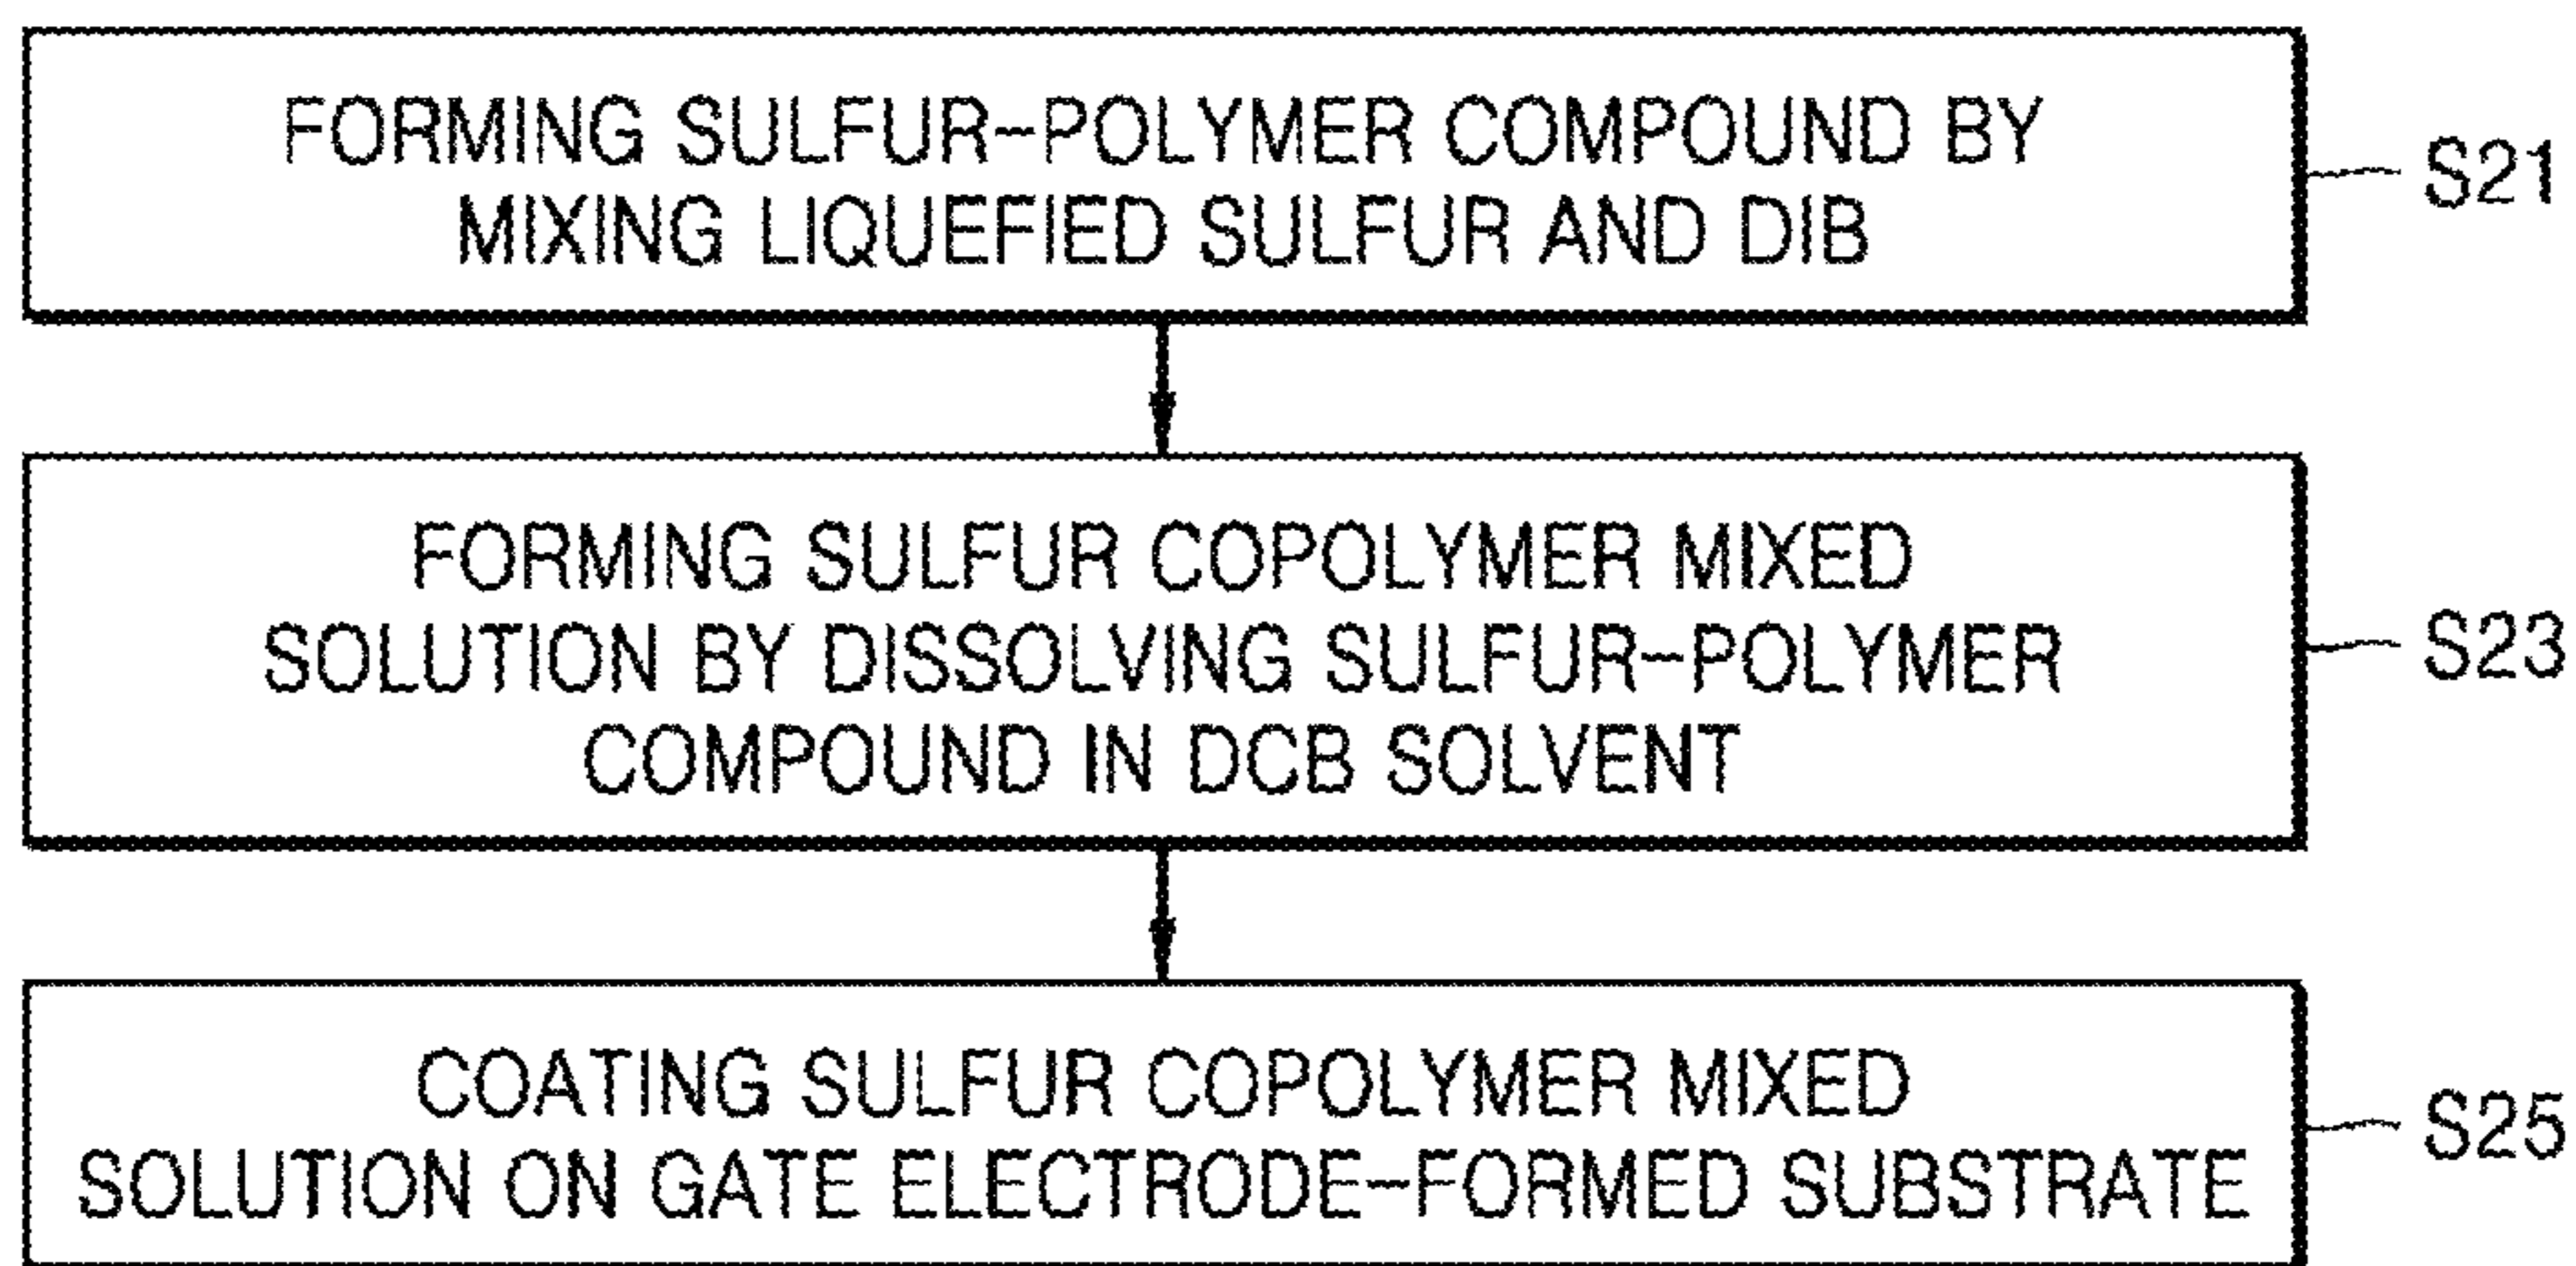 FORMING SULFUR-POLYMER COMPOUND BY
MIXING LIQUEFIED SULFUR AND DIB
S21
FORMING SULFUR COPOLYMER MIXED
SOLUTION BY DISSOLVING SULFUR-POLYMER
COMPOUND IN DCB SOLVENT
S23
COATING SULFUR COPOLYMER MIXED
SOLUTION ON GATE ELECTRODE-FORMED SUBSTRATE
S25